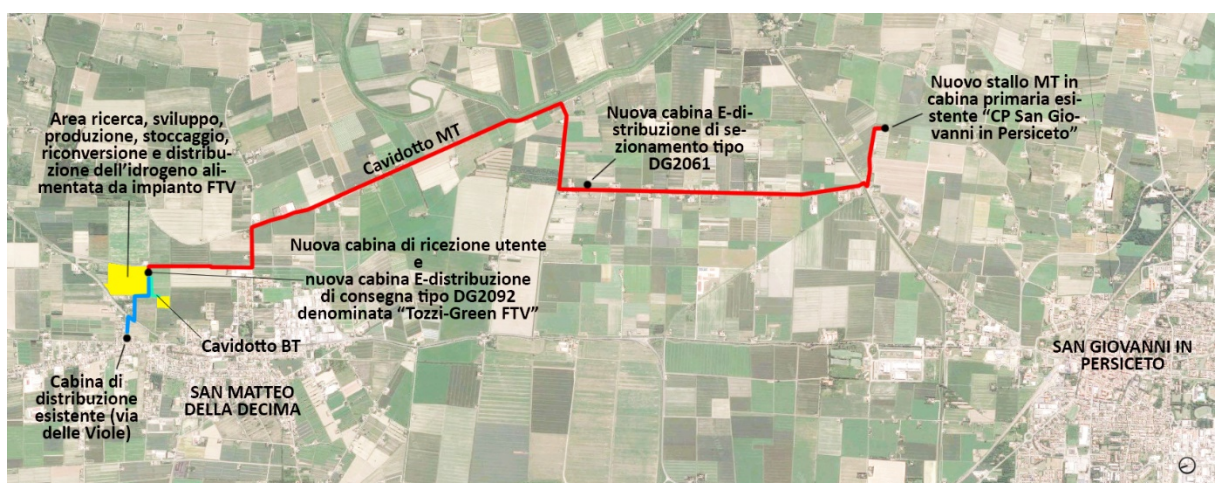 Area ricerca, sviluppo,
produzione, stoccaggio,
riconversione e distribu-
zione dell'idrogeno ali-
mentata da impianto FTV
Cavidotto MT
Nuova cabina E-di-
stribuzione di se-
zionamento tipo
DG2061
Nuovo stallo MT in
cabina primaria esi-
stente "CP San Gio-
vanni in Persiceto"
Nuova cabina di ricezione utente
e
nuova cabina E-distribuzione
di consegna tipo DG2092
denominata "Tozzi-Green FTV"
Cavidotto BT
Cabina di
distribuzione
esistente (via
delle Viole)
SAN MATTEO
DELLA DECIMA
SAN GIOVANNI IN
PERSICETO